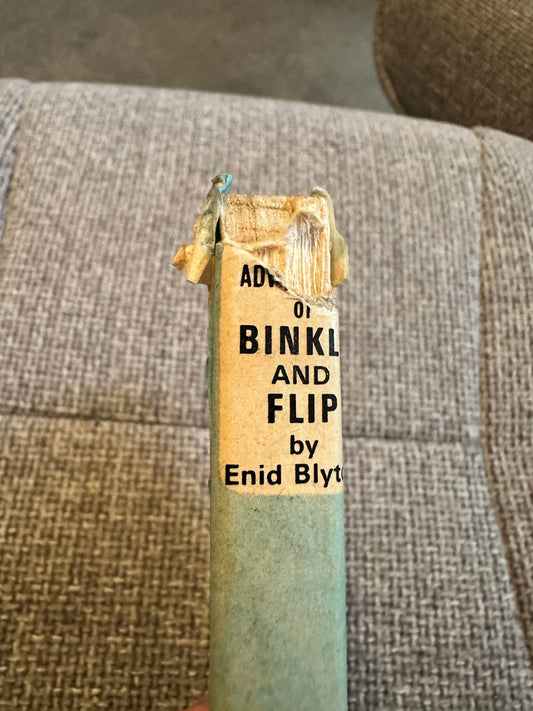 ADV
OF
BINKL
AND
FLIP
by
Enid Blyt